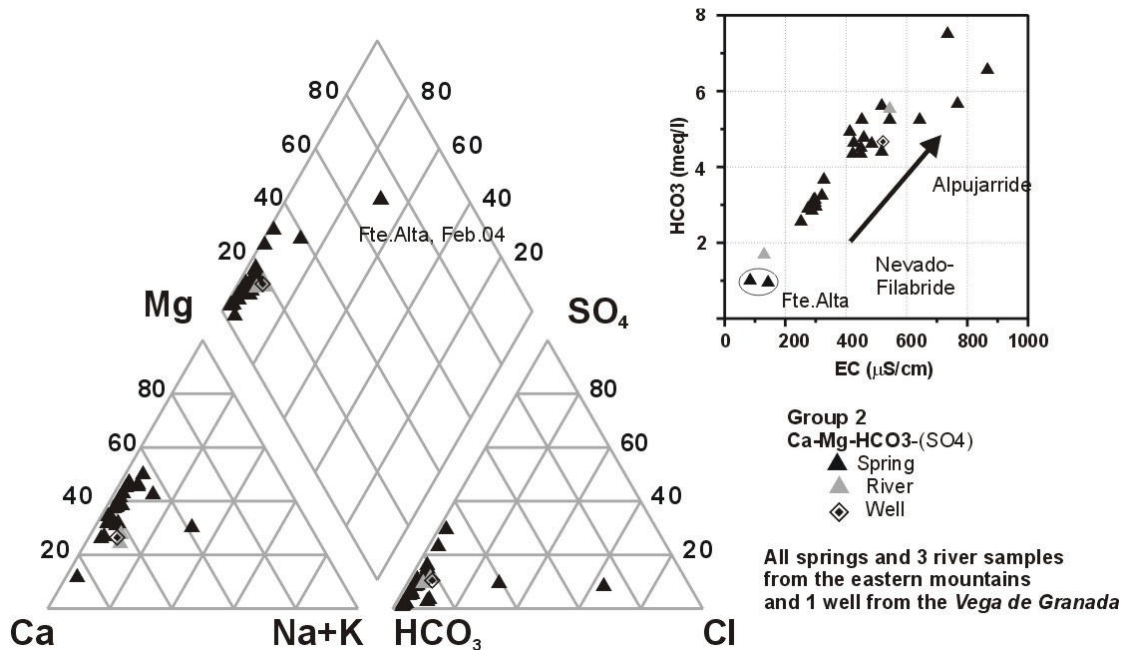 80
80
60
60
40
40
20
20
Fte.Alta, Feb.04
Mg
SO4
80
80
60
60
40
40
20
20
Ca
Na+K
HCO3
Cl
8
6
4
2
0
200
400
600
800
1000
HCO3 (meq/l)
EC (µS/cm)
Alpujarride
Nevado-
Filabride
Fte.Alta
Group 2
Ca-Mg-HCO3-(SO4)
Spring
River
Well
All springs and 3 river samples
from the eastern mountains
and 1 well from the Vega de Granada